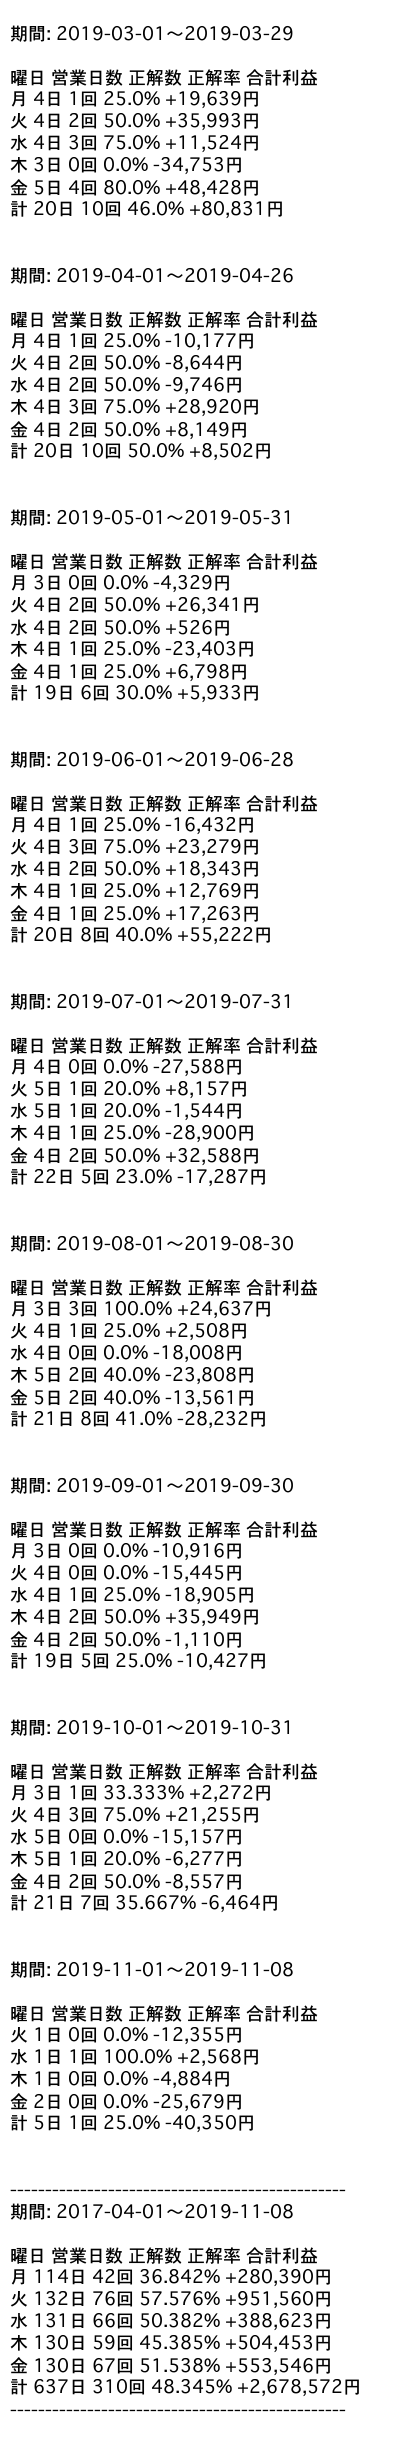 期間: 2019-03-01〜2019-03-29
曜日 営業日数 正解数 正解率 合計利益
月 4日 1回 25.0% +19,639円
火 4日 2回 50.0% +35,993円
水 4日 3回 75.0% +11,524円
木 3日 0回 0.0% -34,753円
金 5日 4回 80.0% +48,428円
計 20日 10回 46.0% +80,831円
期間: 2019-04-01〜2019-04-26
曜日 営業日数 正解数 正解率 合計利益
月 4日 1回 25.0% -10,177円
火 4日 2回 50.0% -8,644円
水 4日 2回 50.0% -9,746円
木 4日 3回 75.0% +28,920円
金 4日 2回 50.0% +8,149円
計 20日 10回 50.0% +8,502円
期間: 2019-05-01〜2019-05-31
曜日 営業日数 正解数 正解率 合計利益
月 3日 0回 0.0% -4,329円
火 4日 2回 50.0% +26,341円
水 4日 2回 50.0% +526円
木 4日 1回 25.0% -23,403円
金 4日 1回 25.0% +6,798円
計 19日 6回 30.0% +5,933円
期間: 2019-06-01〜2019-06-28
曜日 営業日数 正解数 正解率 合計利益
月 4日 1回 25.0% -16,432円
火 4日 3回 75.0% +23,279円
水 4日 2回 50.0% +18,343円
木 4日 1回 25.0% +12,769円
金 4日 1回 25.0% +17,263円
計 20日 8回 40.0% +55,222円
期間: 2019-07-01〜2019-07-31
曜日 営業日数 正解数 正解率 合計利益
月 4日 0回 0.0% -27,588円
火 5日 1回 20.0% +8,157円
水 5日 1回 20.0% -1,544円
木 4日 1回 25.0% -28,900円
金 4日 2回 50.0% +32,588円
計 22日 5回 23.0% -17,287円
期間: 2019-08-01〜2019-08-30
曜日 営業日数 正解数 正解率 合計利益
月 3日 3回 100.0% +24,637円
火 4日 1回 25.0% +2,508円
水 4日 0回 0.0% -18,008円
木 5日 2回 40.0% -23,808円
金 5日 2回 40.0% -13,561円
計 21日 8回 41.0% -28,232円
期間: 2019-09-01〜2019-09-30
曜日 営業日数 正解数 正解率 合計利益
月 3日 0回 0.0% -10,916円
火 4日 0回 0.0% -15,445円
水 4日 1回 25.0% -18,905円
木 4日 2回 50.0% +35,949円
金 4日 2回 50.0% -1,110円
計 19日 5回 25.0% -10,427円
期間: 2019-10-01〜2019-10-31
曜日 営業日数 正解数 正解率 合計利益
月 3日 1回 33.333% +2,272円
火 4日 3回 75.0% +21,255円
水 5日 0回 0.0% -15,157円
木 5日 1回 20.0% -6,277円
金 4日 2回 50.0% -8,557円
計 21日 7回 35.667% -6,464円
期間: 2019-11-01〜2019-11-08
曜日 営業日数 正解数 正解率 合計利益
火 1日 0回 0.0% -12,355円
水 1日 1回 100.0% +2,568円
木 1日 0回 0.0% -4,884円
金 2日 0回 0.0% -25,679円
計 5日 1回 25.0% -40,350円
------------------------------------------------
期間: 2017-04-01〜2019-11-08
曜日 営業日数 正解数 正解率 合計利益
月 114日 42回 36.842% +280,390円
火 132日 76回 57.576% +951,560円
水 131日 66回 50.382% +388,623円
木 130日 59回 45.385% +504,453円
金 130日 67回 51.538% +553,546円
計 637日 310回 48.345% +2,678,572円
------------------------------------------------